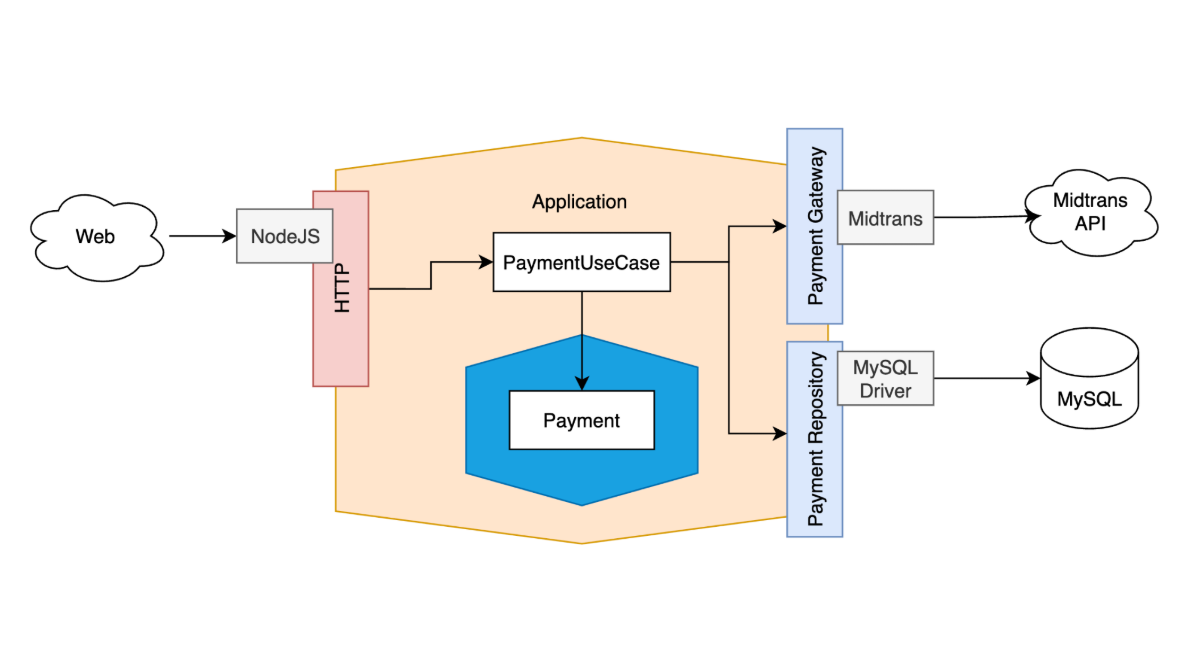 Web
NodeJS
HTTP
Application
PaymentUseCase
Payment
Payment Gateway
Midtrans
Midtrans
API
Payment Repository
MySQL
Driver
MySQL